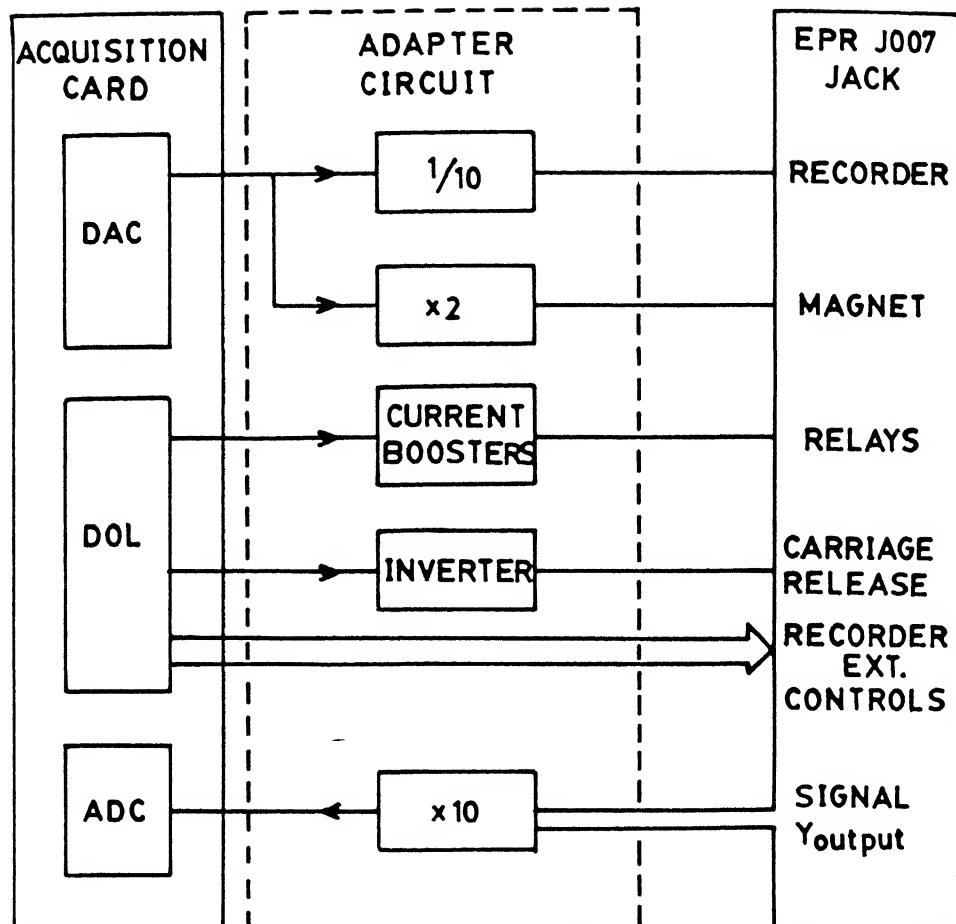 ACQUISITION
CARD
ADAPTER
CIRCUIT
EPR J007
JACK
DAC
1/10
RECORDER
x2
MAGNET
DOL
CURRENT
BOOSTERS
RELAYS
INVERTER
CARRIAGE
RELEASE
RECORDER
EXT.
CONTROLS
ADC
x10
SIGNAL
Youtput